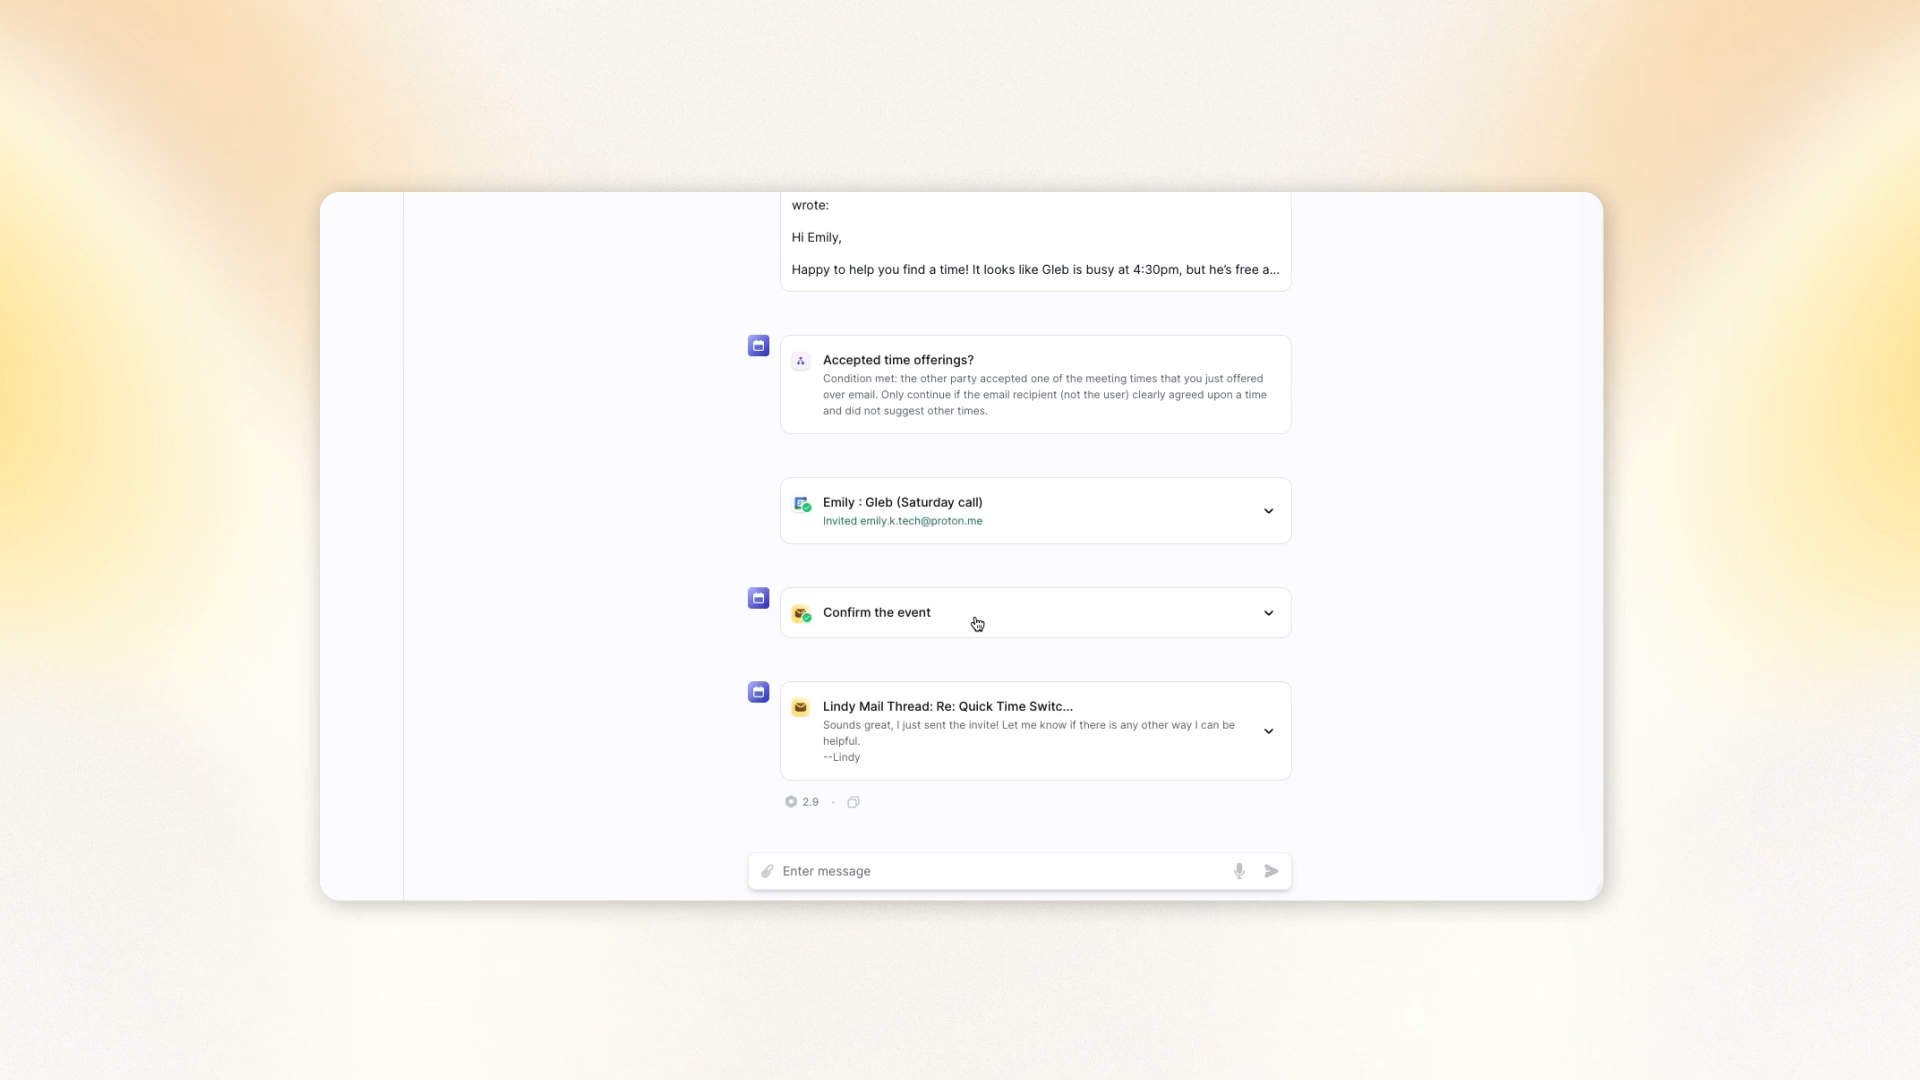 wrote:
Hi Emily,
Happy to help you find a time! It looks like Gleb is busy at 4:30pm, but he’s free a...
Accepted time offerings?
Condition met: the other party accepted one of the meeting times that you just offered
over email. Only continue if the email recipient (not the user) clearly agreed upon a time
and did not suggest other times.
Emily : Gleb (Saturday call)
Invited emily.k.tech@proton.me
Confirm the event
Lindy Mail Thread: Re: Quick Time Switc...
Sounds great, I just sent the invite! Let me know if there is any other way I can be
helpful.
--Lindy
2.9
Enter message